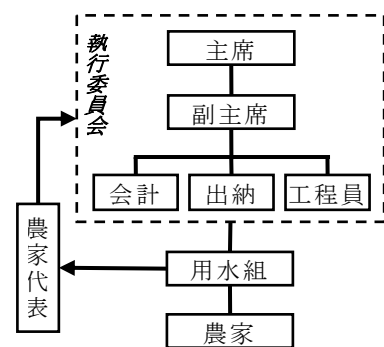 執行委員会
主席
副主席
会計
出納
工程員
農家代表
用水組
農家